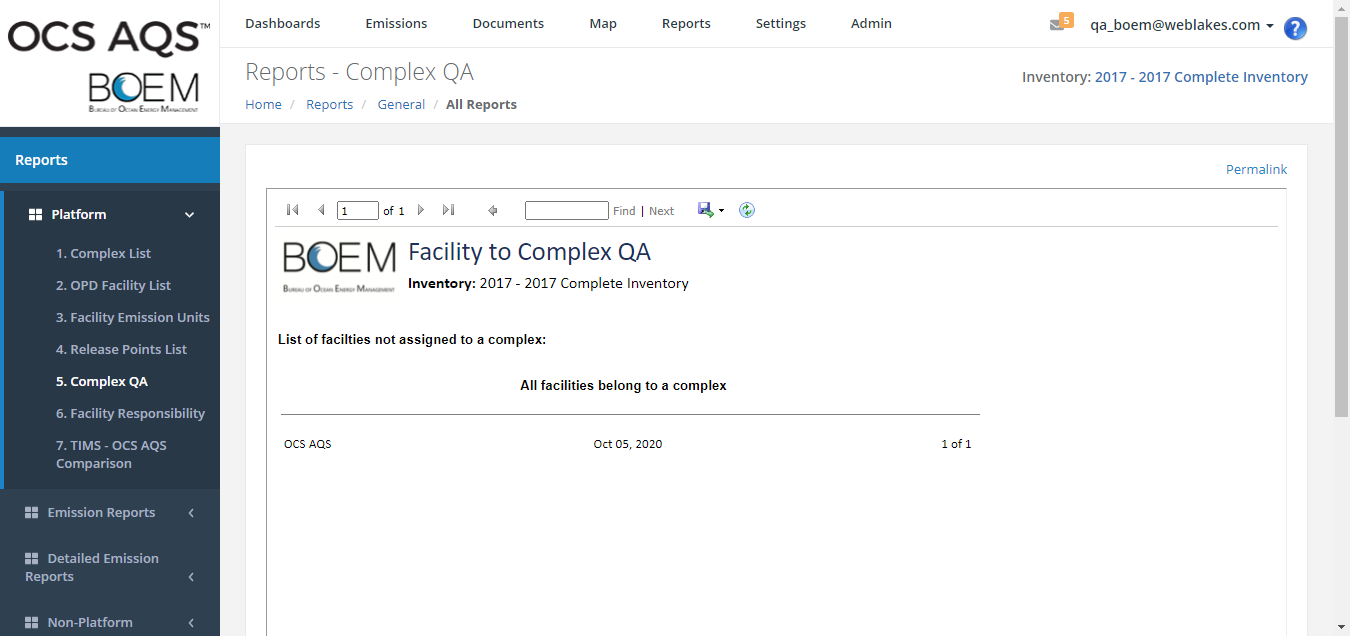 OCS AQS™
BOEM
BUREAU OF OCEAN ENERGY MANAGEMENT
Dashboards Emissions Documents Map Reports Settings Admin
5 qa_boem@weblakes.com ?
Reports - Complex QA
Inventory: 2017 - 2017 Complete Inventory
Home / Reports / General / All Reports
Reports
Platform
1. Complex List
2. OPD Facility List
3. Facility Emission Units
4. Release Points List
5. Complex QA
6. Facility Responsibility
7. TIMS - OCS AQS
Comparison
Emission Reports
Detailed Emission
Reports
Non-Platform
Permalink
1 of 1 Find | Next
BOEM
BUREAU OF OCEAN ENERGY MANAGEMENT
Facility to Complex QA
Inventory: 2017 - 2017 Complete Inventory
List of facilties not assigned to a complex:
All facilities belong to a complex
OCS AQS Oct 05, 2020 1 of 1